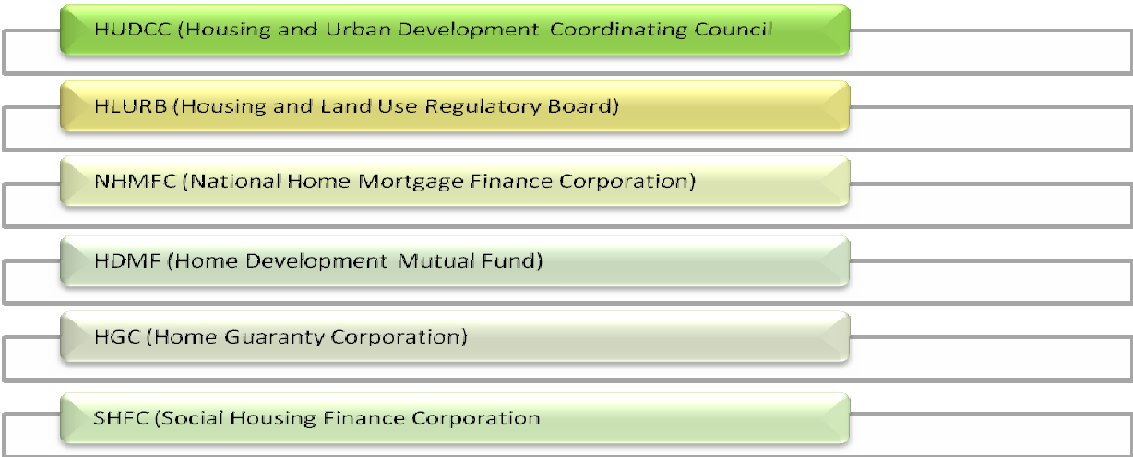 HUDCC (Housing and Urban Development Coordinating Council
HLURB (Housing and Land Use Regulatory Board)
NHMFC (National Home Mortgage Finance Corporation)
HDMF (Home Development Mutual Fund)
HGC (Home Guaranty Corporation)
SHFC (Social Housing Finance Corporation